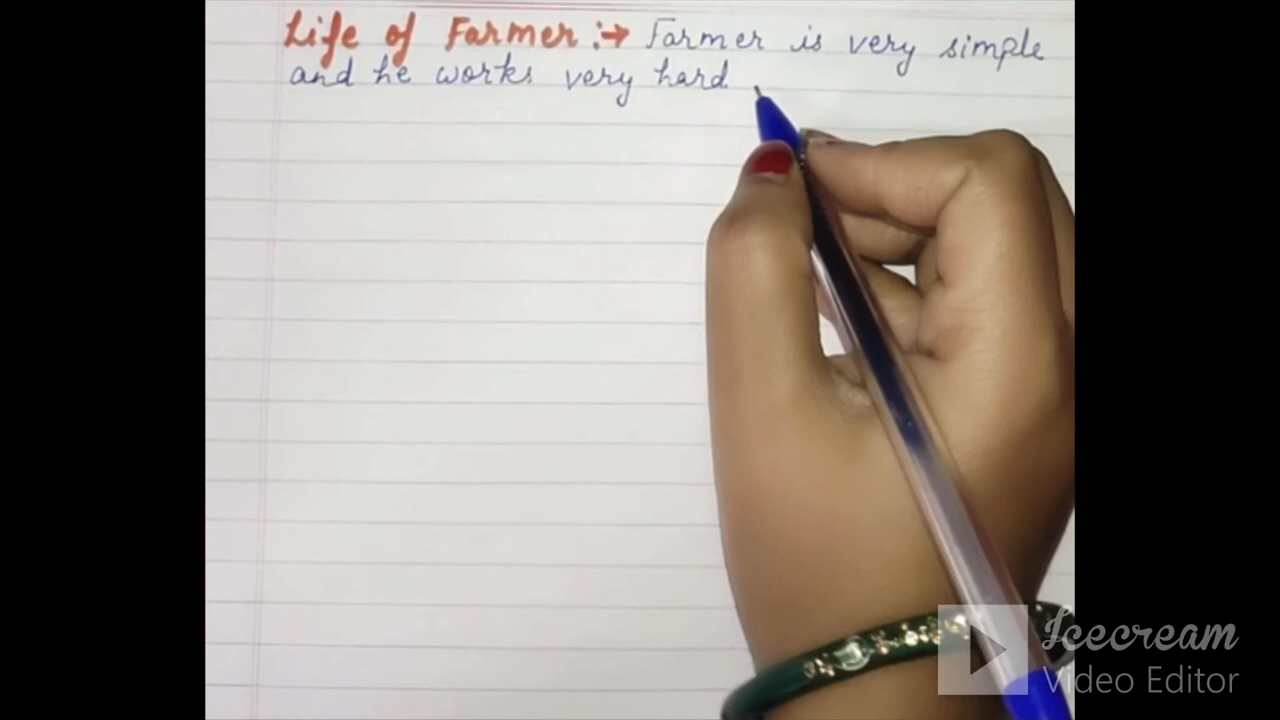 Life of Farmer :→ Farmer is very simple
and he works very hard
Icecream
Video Editor